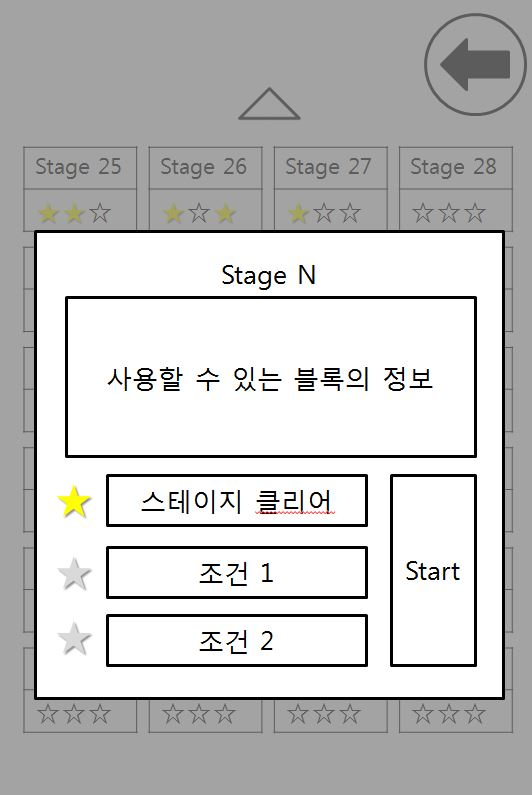 Stage 25
Stage 26
Stage 27
Stage 28
Stage N
사용할 수 있는 블록의 정보
스테이지 클리어
조건 1
조건 2
Start